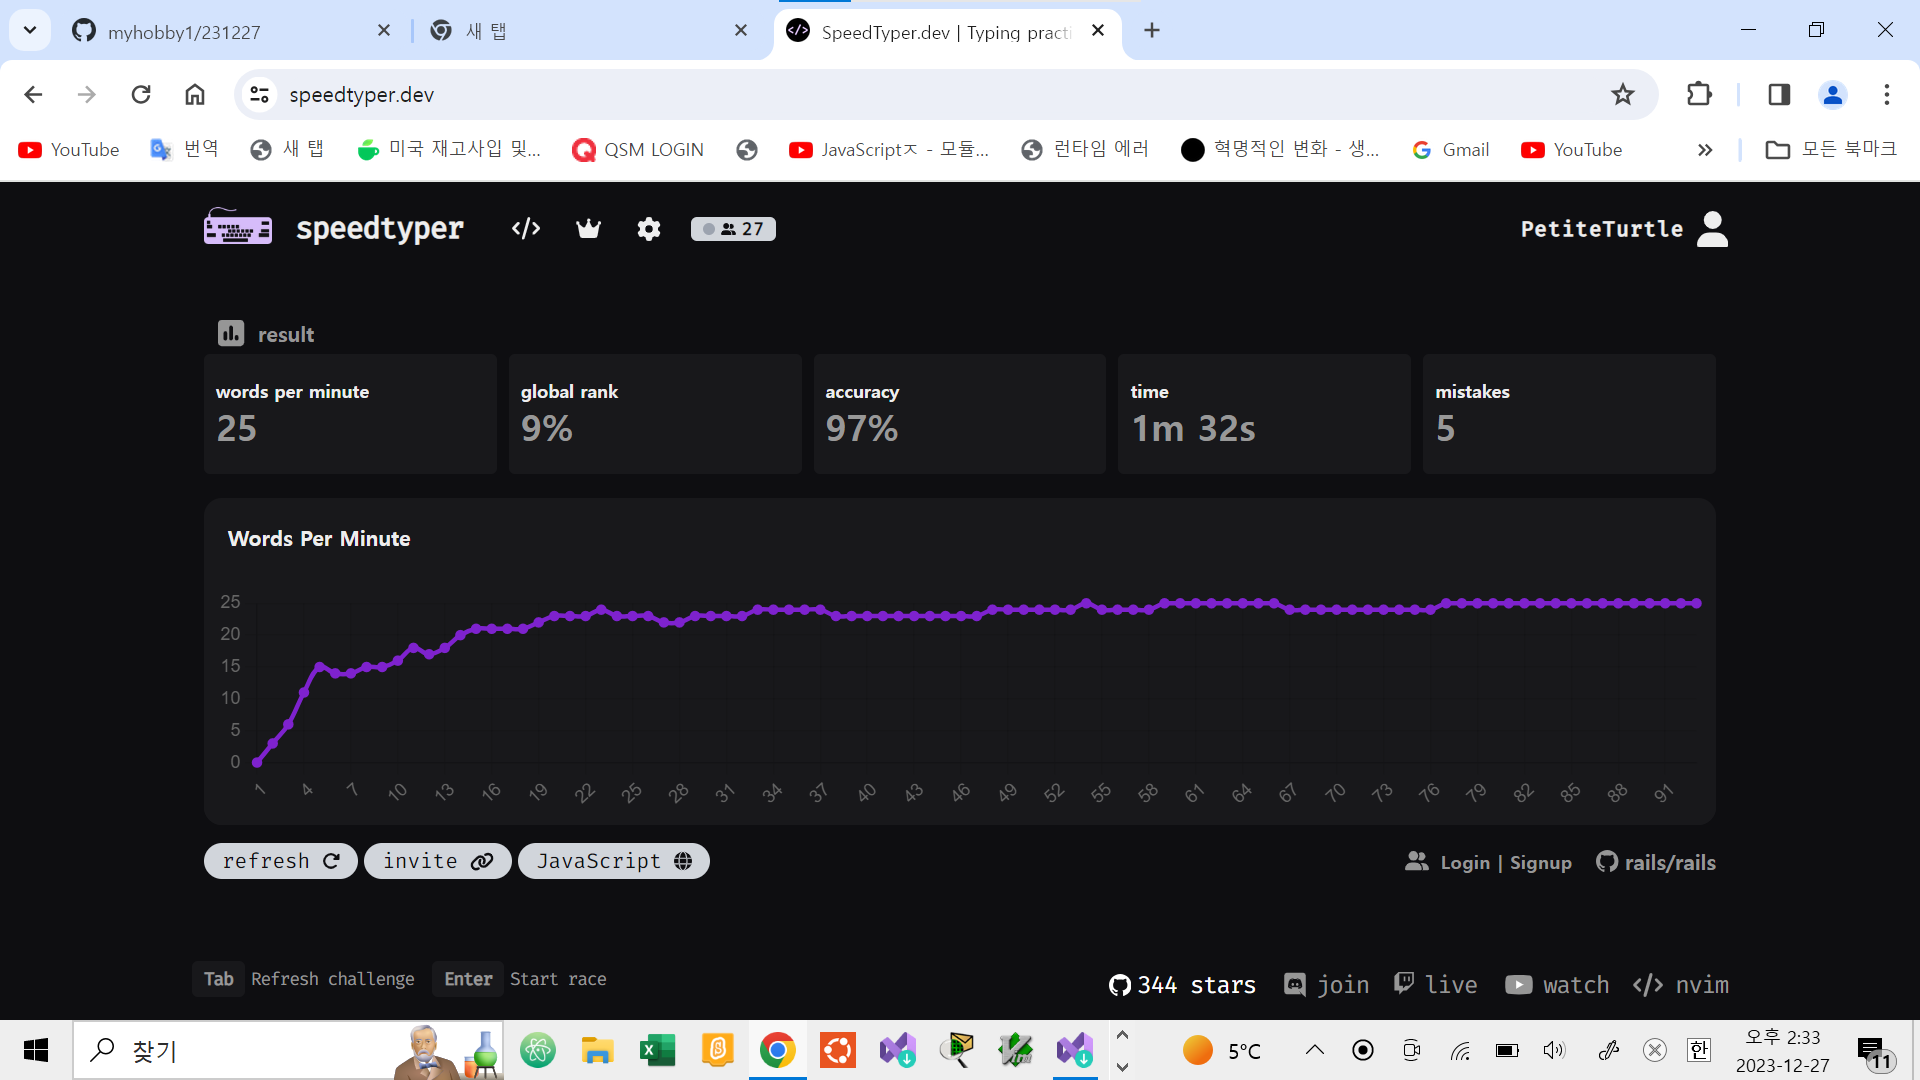 myhobby1/231227
새 탭
SpeedTyper.dev | Typing practi
speedtyper.dev
YouTube
번역
새 탭
미국 재고사입 및...
QSM LOGIN
JavaScriptㅈ - 모듈...
런타임 에러
혁명적인 변화 - 생...
Gmail
YouTube
모든 북마크
speedtyper
27
PetiteTurtle
result
words per minute
25
global rank
9%
accuracy
97%
time
1m 32s
mistakes
5
Words Per Minute
25
20
15
10
5
0
1 4 7 10 13 16 19 22 25 28 31 34 37 40 43 46 49 52 55 58 61 64 67 70 73 76 79 82 85 88 91
refresh
invite
JavaScript
Login | Signup
rails/rails
Tab Refresh challenge
Enter Start race
344 stars
join
live
watch
nvim
찾기
5°C
한
오후 2:33
2023-12-27
11